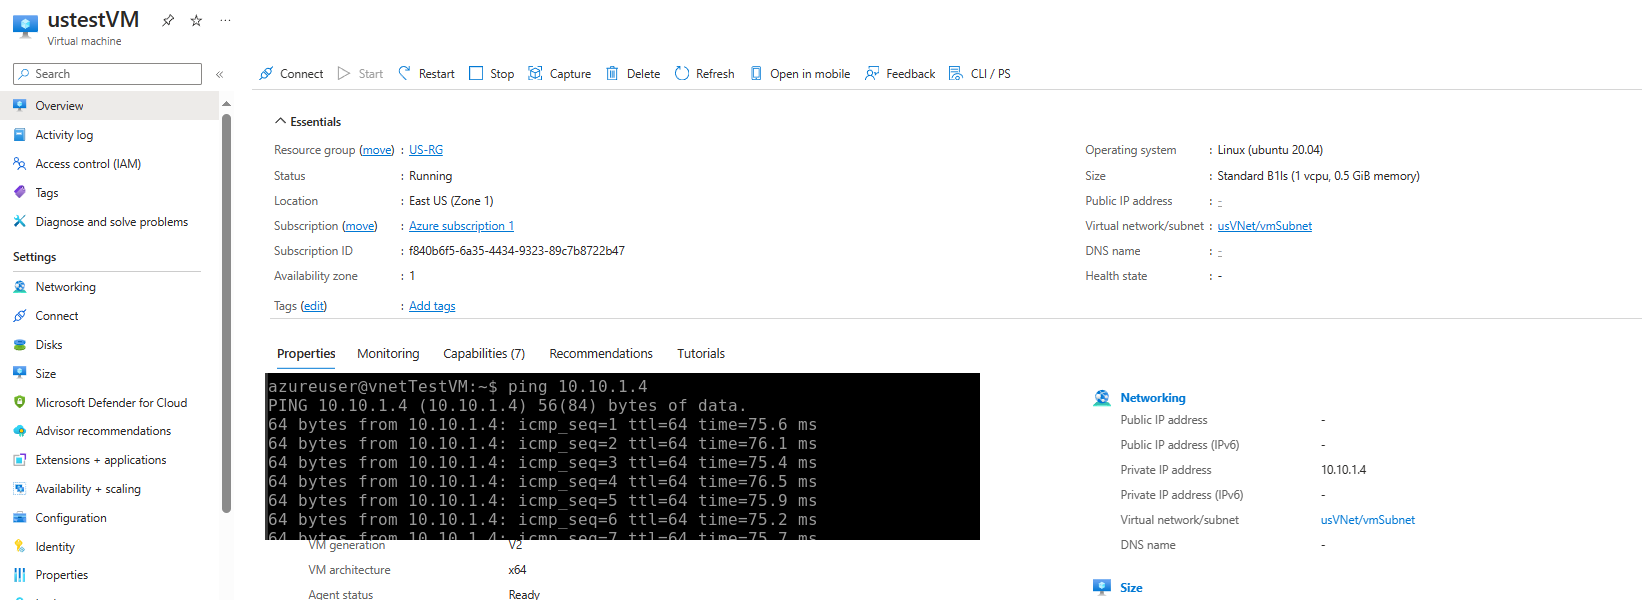 ustestVM
Virtual machine
Search
Overview
Activity log
Access control (IAM)
Tags
Diagnose and solve problems
Settings
Networking
Connect
Disks
Size
Microsoft Defender for Cloud
Advisor recommendations
Extensions + applications
Availability + scaling
Configuration
Identity
Properties
Connect Start Restart Stop Capture Delete Refresh Open in mobile Feedback CLI / PS
Essentials
Resource group (move) : US-RG
Status : Running
Location : East US (Zone 1)
Subscription (move) : Azure subscription 1
Subscription ID : f840b6f5-6a35-4434-9323-89c7b8722b47
Availability zone : 1
Tags (edit) : Add tags
Operating system : Linux (ubuntu 20.04)
Size : Standard B1ls (1 vcpu, 0.5 GiB memory)
Public IP address : -
Virtual network/subnet : usVNet/vmSubnet
DNS name : -
Health state : -
Properties Monitoring Capabilities (7) Recommendations Tutorials
azureuser@vnetTestVM:~$ ping 10.10.1.4
PING 10.10.1.4 (10.10.1.4) 56(84) bytes of data.
64 bytes from 10.10.1.4: icmp_seq=1 ttl=64 time=75.6 ms
64 bytes from 10.10.1.4: icmp_seq=2 ttl=64 time=76.1 ms
64 bytes from 10.10.1.4: icmp_seq=3 ttl=64 time=75.4 ms
64 bytes from 10.10.1.4: icmp_seq=4 ttl=64 time=76.5 ms
64 bytes from 10.10.1.4: icmp_seq=5 ttl=64 time=75.9 ms
64 bytes from 10.10.1.4: icmp_seq=6 ttl=64 time=75.2 ms
64 bytes from 10.10.1.4: icmp_seq=7 ttl=64 time=75.7 ms
VM generation V2
VM architecture x64
Agent status Ready
Networking
Public IP address -
Public IP address (IPv6) -
Private IP address 10.10.1.4
Private IP address (IPv6) -
Virtual network/subnet usVNet/vmSubnet
DNS name -
Size